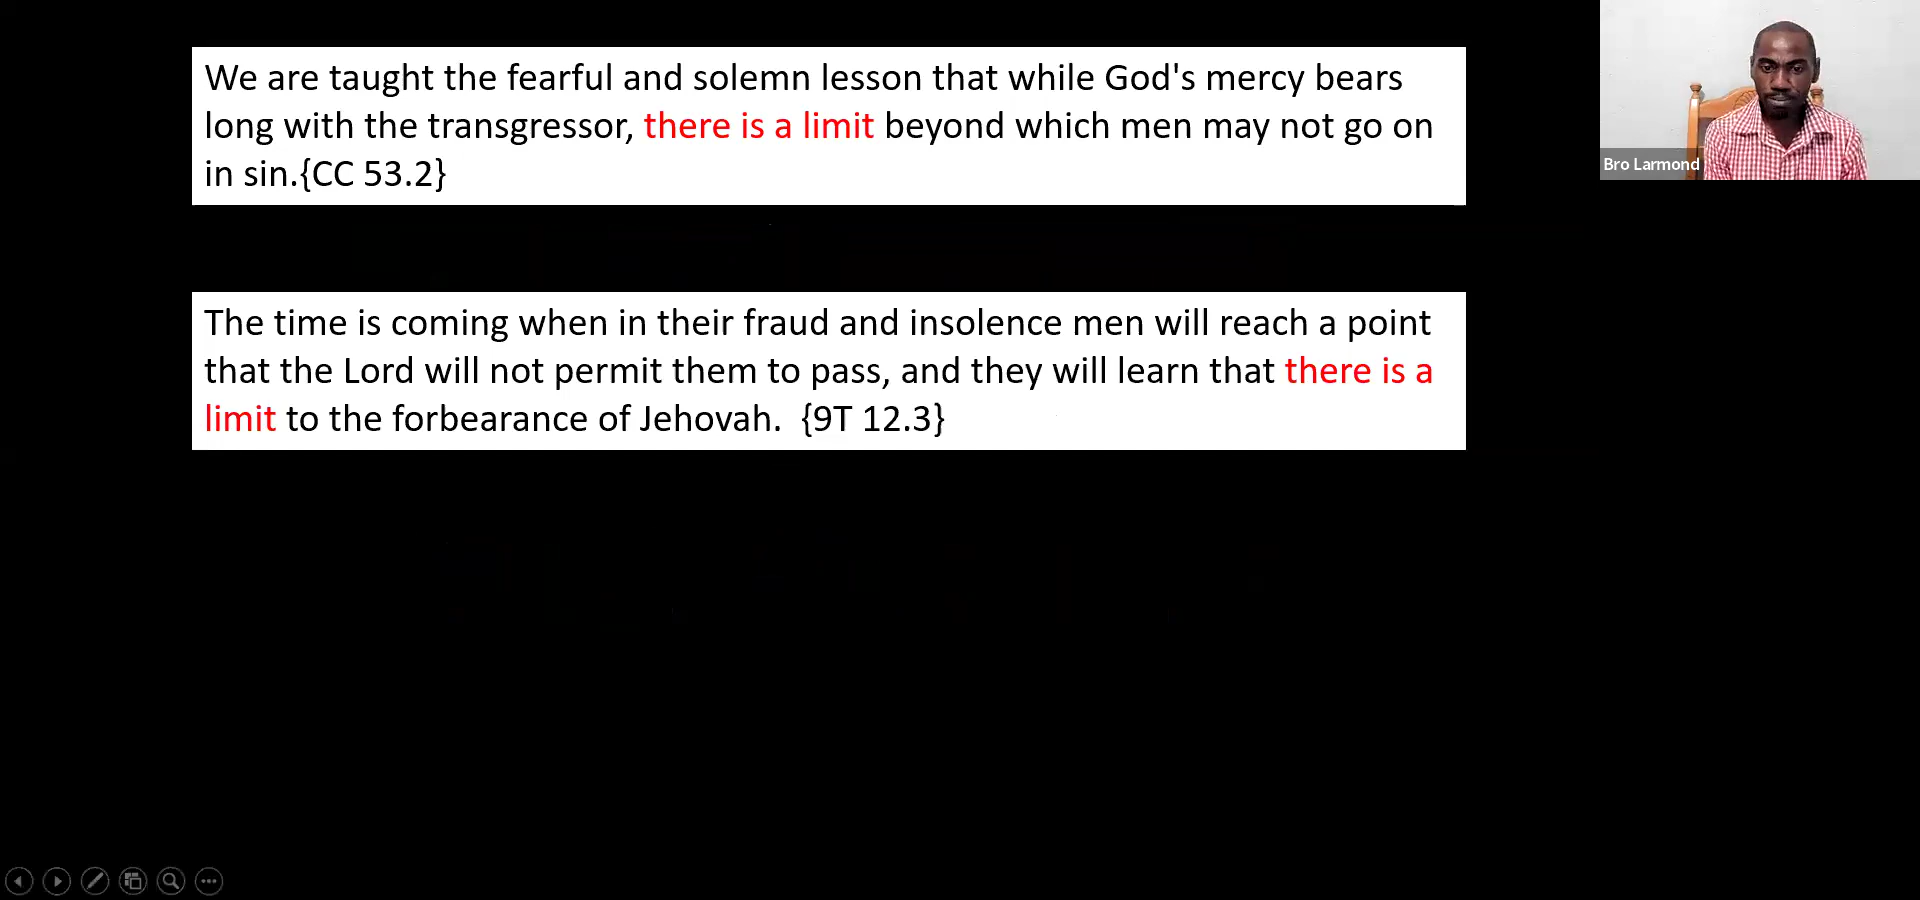 We are taught the fearful and solemn lesson that while God's mercy bears
long with the transgressor, there is a limit beyond which men may not go on
in sin.{CC 53.2}
Bro Larmond
The time is coming when in their fraud and insolence men will reach a point
that the Lord will not permit them to pass, and they will learn that there is a
limit to the forbearance of Jehovah.  {9T 12.3}